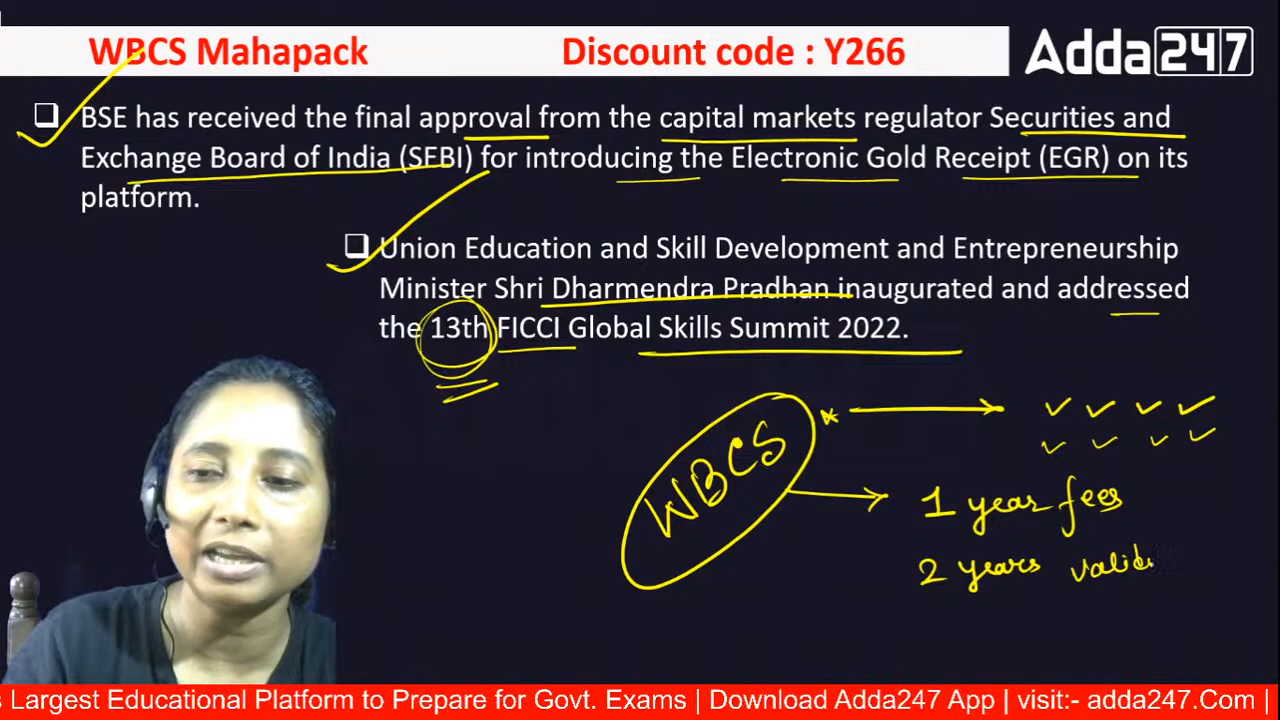 WBCS Mahapack Discount code : Y266 Adda247
BSE has received the final approval from the capital markets regulator Securities and
Exchange Board of India (SEBI) for introducing the Electronic Gold Receipt (EGR) on its
platform.
Union Education and Skill Development and Entrepreneurship
Minister Shri Dharmendra Pradhan inaugurated and addressed
the 13th FICCI Global Skills Summit 2022.
WBCS
1 year fees
2 years
s Largest Educational Platform to Prepare for Govt. Exams | Download Adda247 App | visit:- adda247.Com |